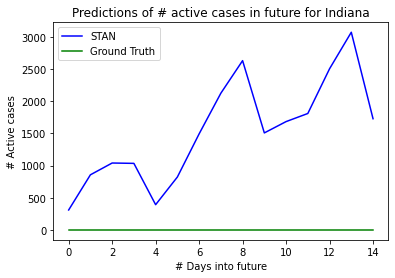 Predictions of # active cases in future for Indiana
STAN
Ground Truth
# Active cases
3000
2500
2000
1500
1000
500
0
0 2 4 6 8 10 12 14
# Days into future